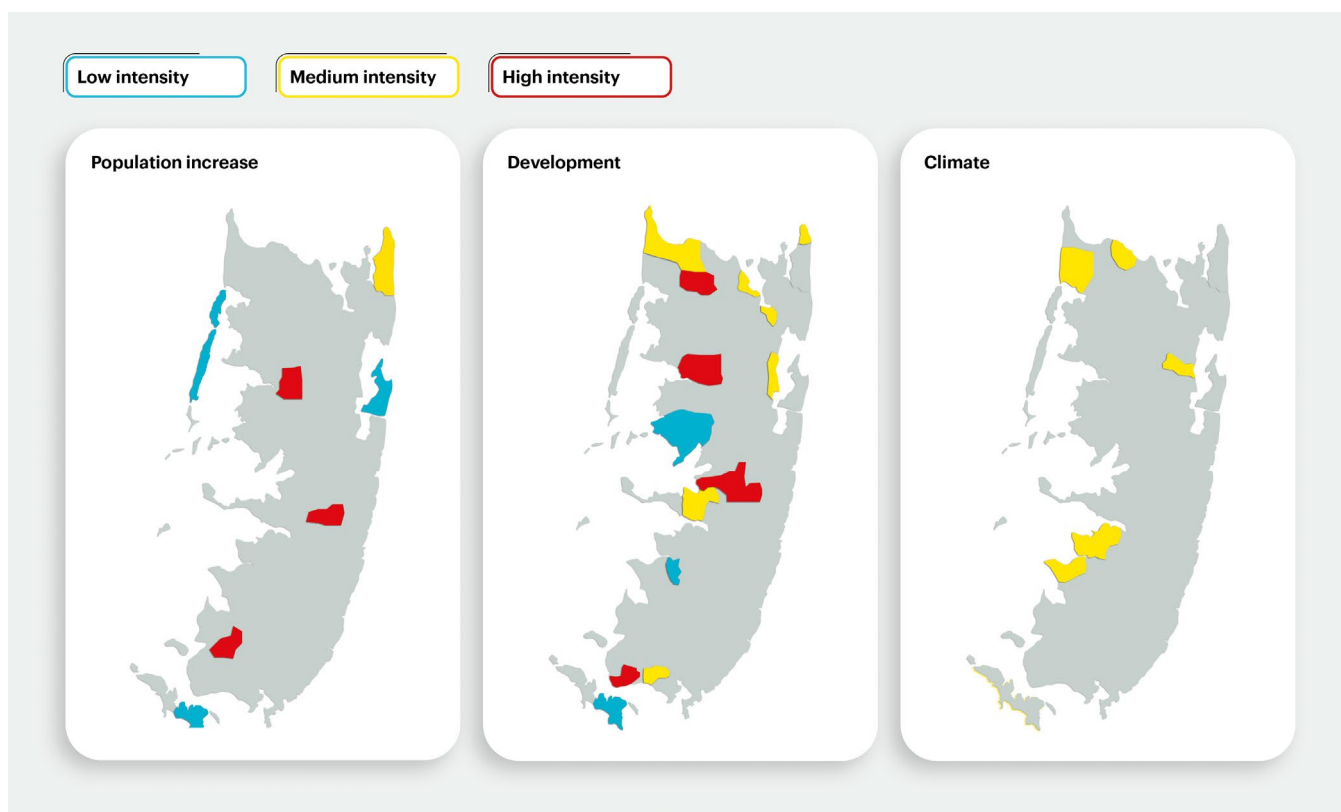 Low intensity
Medium intensity
High intensity
Population increase
Development
Climate